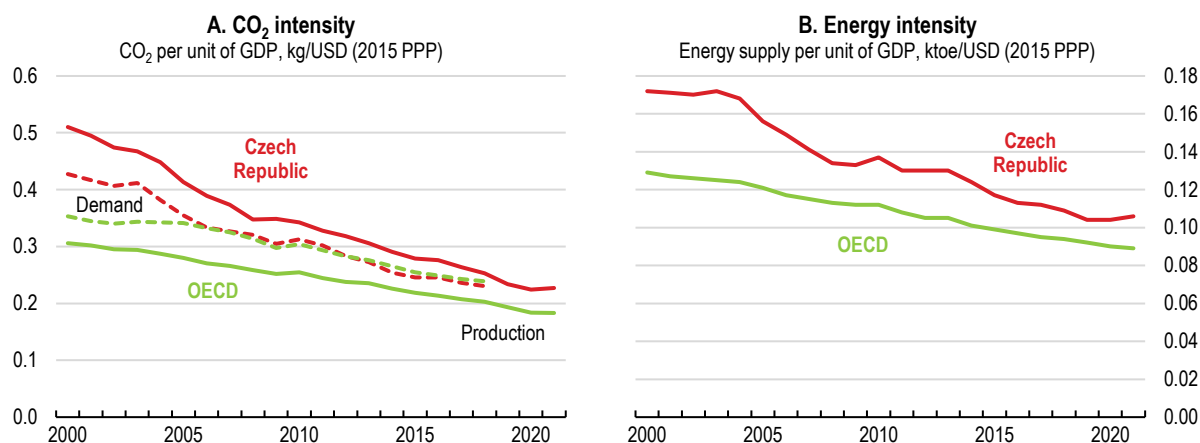 A. CO₂ intensity
CO₂ per unit of GDP, kg/USD (2015 PPP)
0.6
0.5
0.4
0.3
0.2
0.1
0.0
Czech
Republic
Demand
OECD
Production
2000 2005 2010 2015 2020
B. Energy intensity
Energy supply per unit of GDP, ktoe/USD (2015 PPP)
0.18
0.16
0.14
0.12
0.10
0.08
0.06
0.04
0.02
0.00
Czech
Republic
OECD
2000 2005 2010 2015 2020